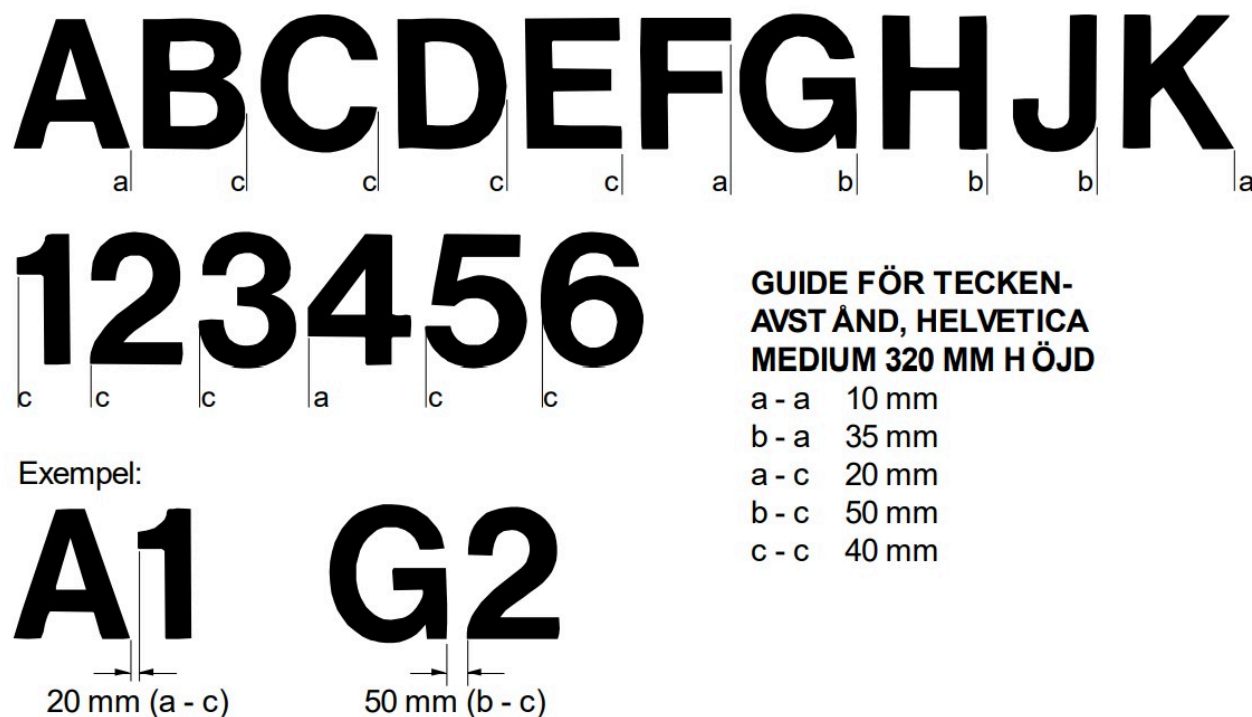 ABCDEFGHJK
a c c c c a b b b a
123456
c c c a c c
GUIDE FÖR TECKEN-
AVST ÅND, HELVETICA
MEDIUM 320 MM H ÖJD
a - a 10 mm
b - a 35 mm
a - c 20 mm
b - c 50 mm
c - c 40 mm
Exempel:
A1 G2
20 mm (a - c) 50 mm (b - c)